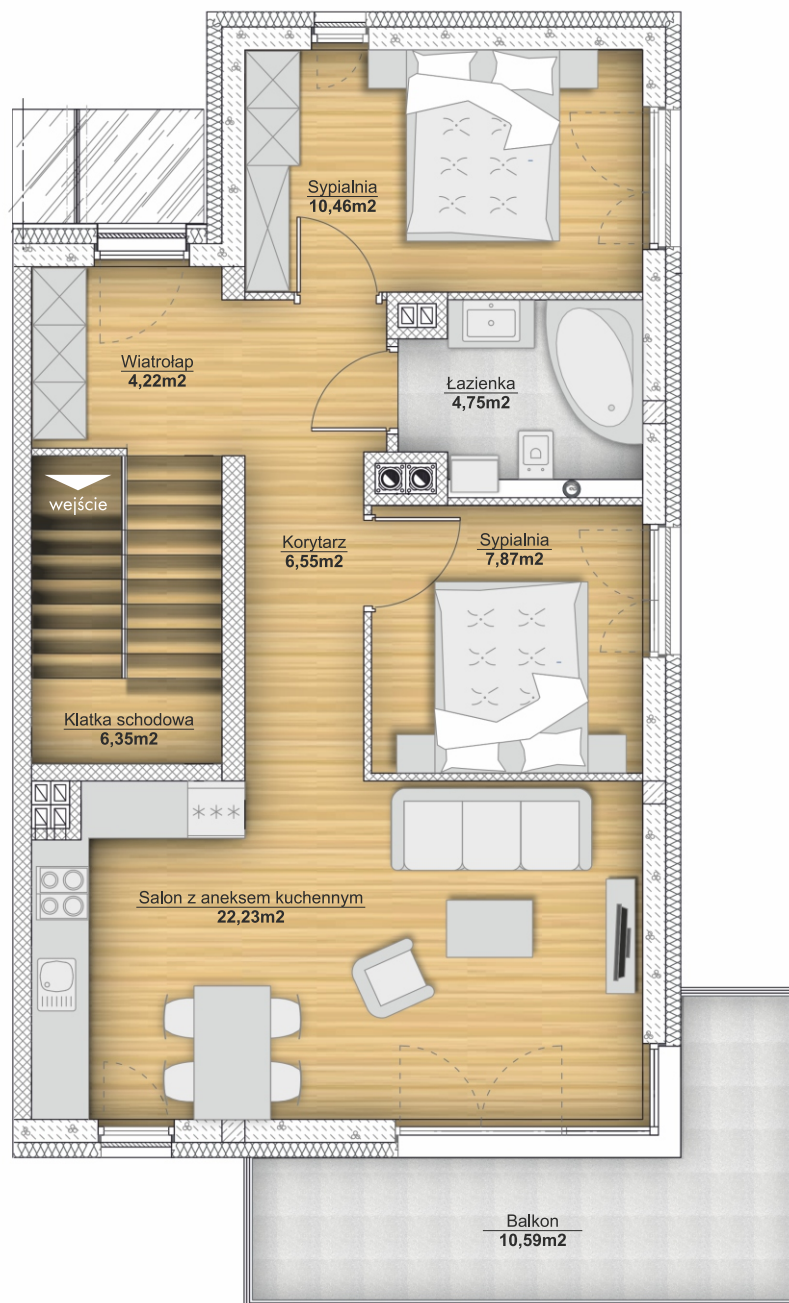 Sypialnia
10,46m2
Wiatrołap
4,22m2
Łazienka
4,75m2
wejście
Korytarz
6,55m2
Sypialnia
7,87m2
Klatka schodowa
6,35m2
Salon z aneksem kuchennym
22,23m2
Balkon
10,59m2